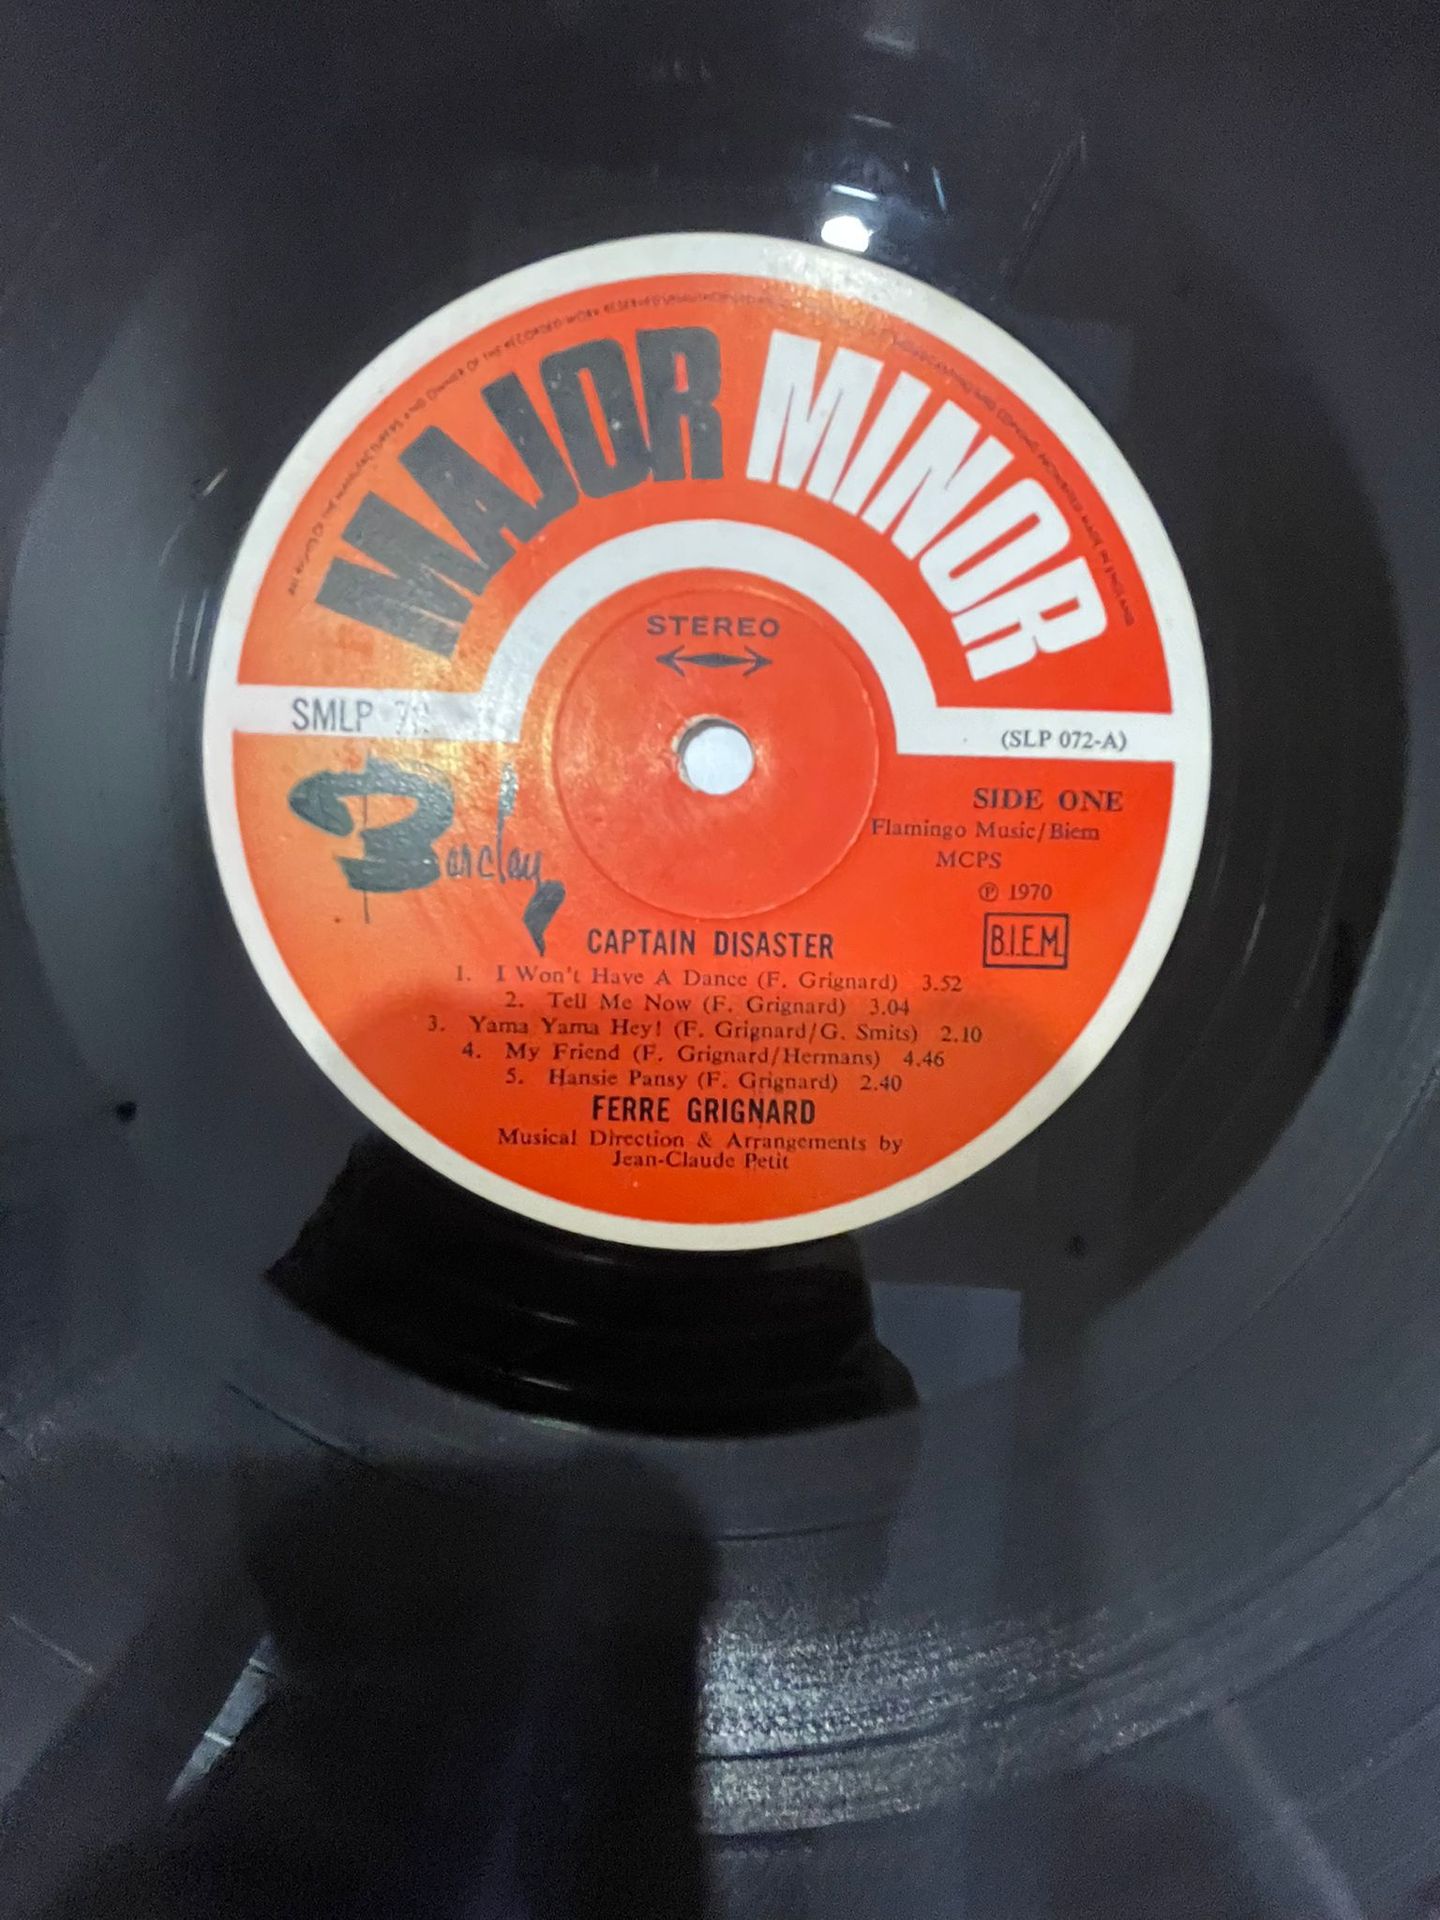 MAJOR MINOR
STEREO
SMLP 72
(SLP 072-A)
Barclay
SIDE ONE
Flamingo Music/Biem
MCPS
℗ 1970
B.I.E.M.
CAPTAIN DISASTER
1. I Won't Have A Dance (F. Grignard) 3.52
2. Tell Me Now (F. Grignard) 3.04
3. Yama Yama Hey! (F. Grignard/G. Smits) 2.10
4. My Friend (F. Grignard/Hermans) 4.46
5. Hansie Pansy (F. Grignard) 2.40
FERRE GRIGNARD
Musical Direction & Arrangements by
Jean-Claude Petit